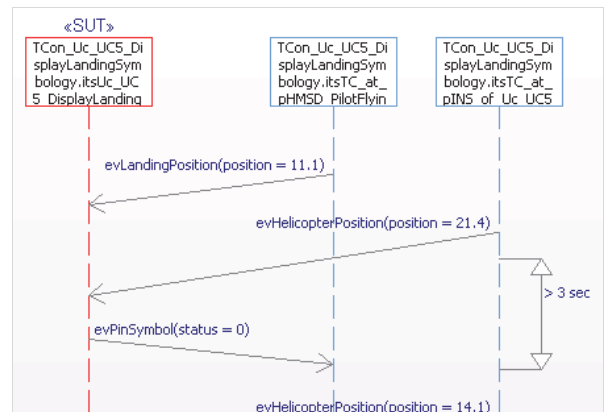 «SUT»
TCon_Uc_UC5_Di
splayLandingSym
bology.itsUc_UC
5_DisplayLanding
TCon_Uc_UC5_Di
splayLandingSym
bology.itsTC_at_
pHMSD_PilotFlyin
TCon_Uc_UC5_Di
splayLandingSym
bology.itsTC_at_
pINS_of_Uc_UC5
evLandingPosition(position = 11.1)
evHelicopterPosition(position = 21.4)
> 3 sec
evPinSymbol(status = 0)
evHelicopterPosition(position = 14.1)